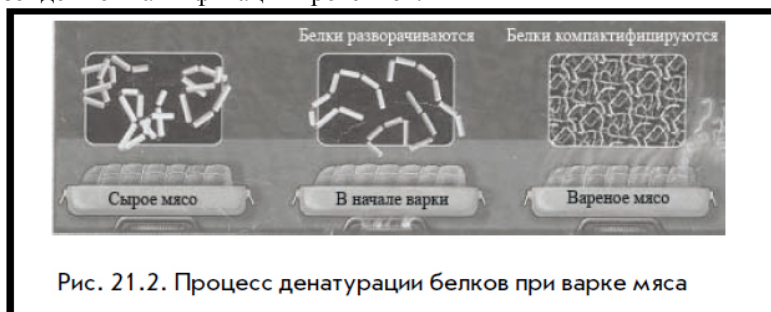 Белки разворачиваются
Белки компактифицируются
Сырое мясо
В начале варки
Вареное мясо
Рис. 21.2. Процесс денатурации белков при варке мяса